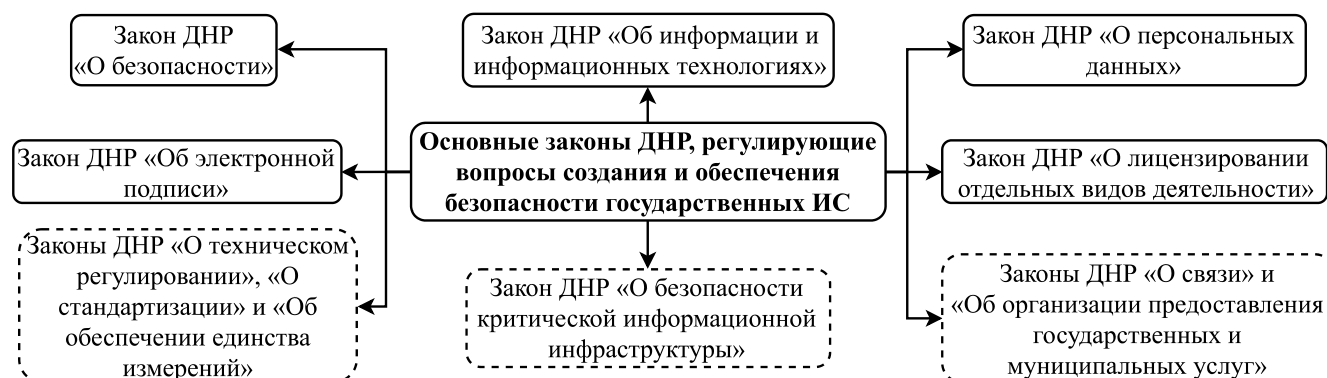 Закон ДНР
«О безопасности»
Закон ДНР «Об информации и
информационных технологиях»
Закон ДНР «О персональных
данных»
Закон ДНР «Об электронной
подписи»
Основные законы ДНР, регулирующие
вопросы создания и обеспечения
безопасности государственных ИС
Закон ДНР «О лицензировании
отдельных видов деятельности»
Законы ДНР «О техническом
регулировании», «О
стандартизации» и «Об
обеспечении единства
измерений»
Закон ДНР «О безопасности
критической информационной
инфраструктуры»
Законы ДНР «О связи» и
«Об организации предоставления
государственных и
муниципальных услуг»